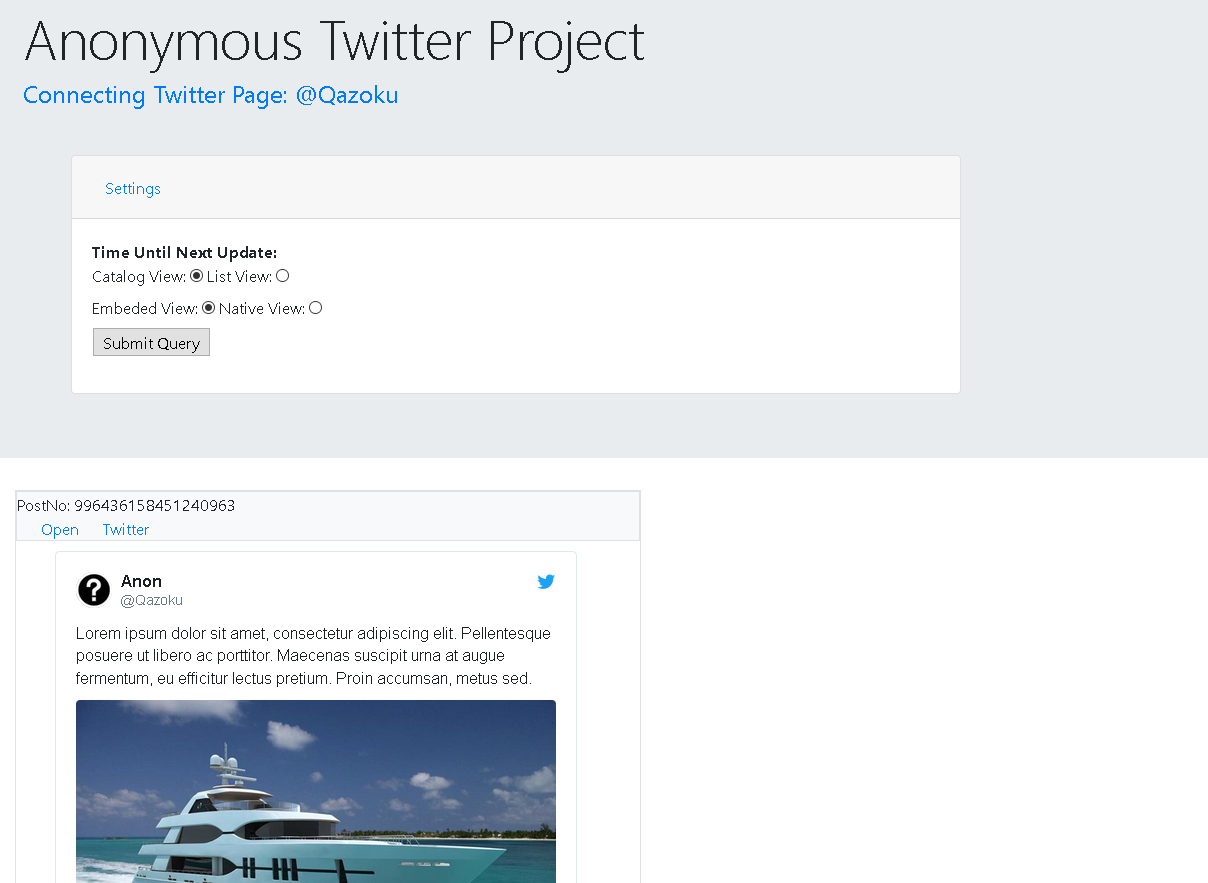 Anonymous Twitter Project
Connecting Twitter Page: @Qazoku
Settings
Time Until Next Update:
Catalog View: List View:
Embeded View: Native View:
Submit Query
PostNo: 996436158451240963
Open Twitter
Anon
@Qazoku
Lorem ipsum dolor sit amet, consectetur adipiscing elit. Pellentesque
posuere ut libero ac porttitor. Maecenas suscipit urna at augue
fermentum, eu efficitur lectus pretium. Proin accumsan, metus sed.